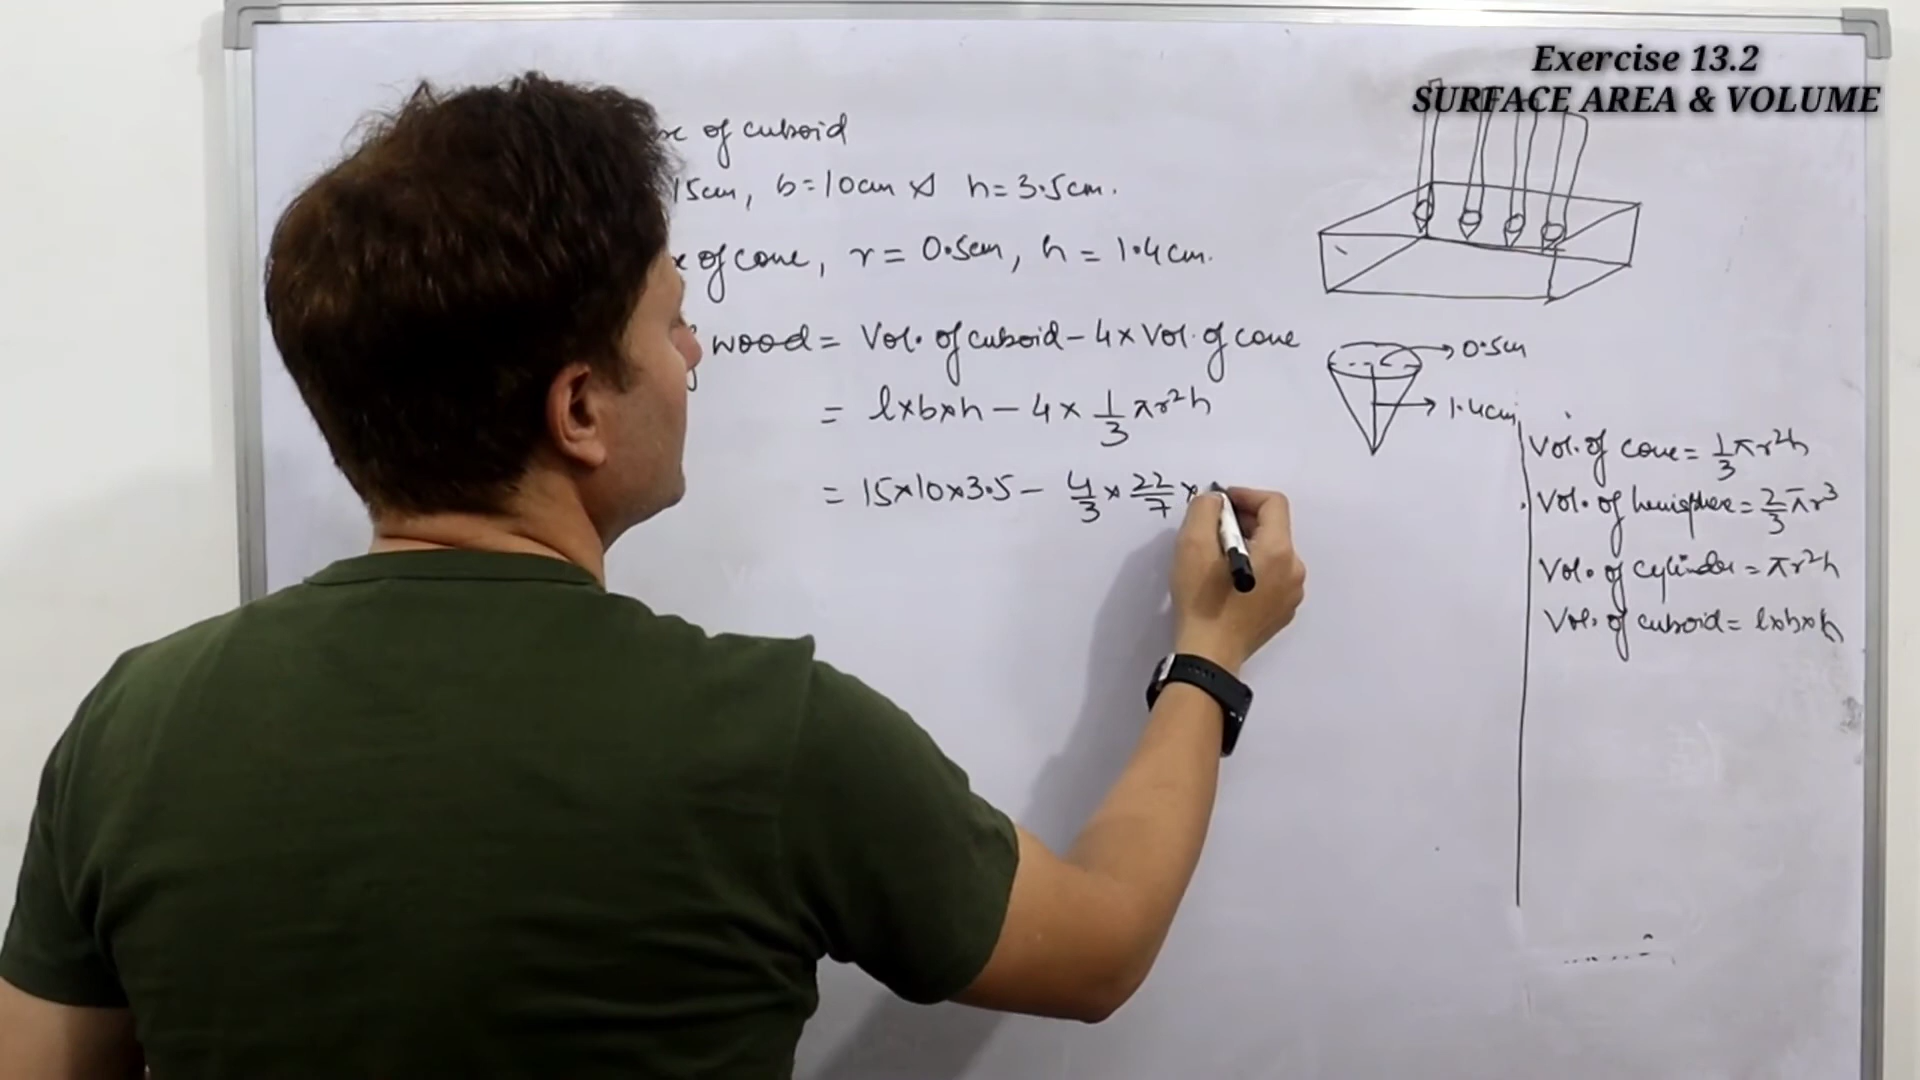 Exercise 13.2
SURFACE AREA & VOLUME
of cuboid
15cm, b=10cm & h=3.5cm.
of cone, r = 0.5cm, h = 1.4cm.
wood = Vol. of cuboid - 4 × Vol. of cone
= l×b×h - 4 × 1/3 πr²h
= 15×10×3.5 - 4/3 × 22/7 ×
0.5cm
1.4cm
Vol. of cone = 1/3 πr²h
Vol. of hemisphere = 2/3 πr³
Vol. of cylinder = πr²h
Vol. of cuboid = l×b×h